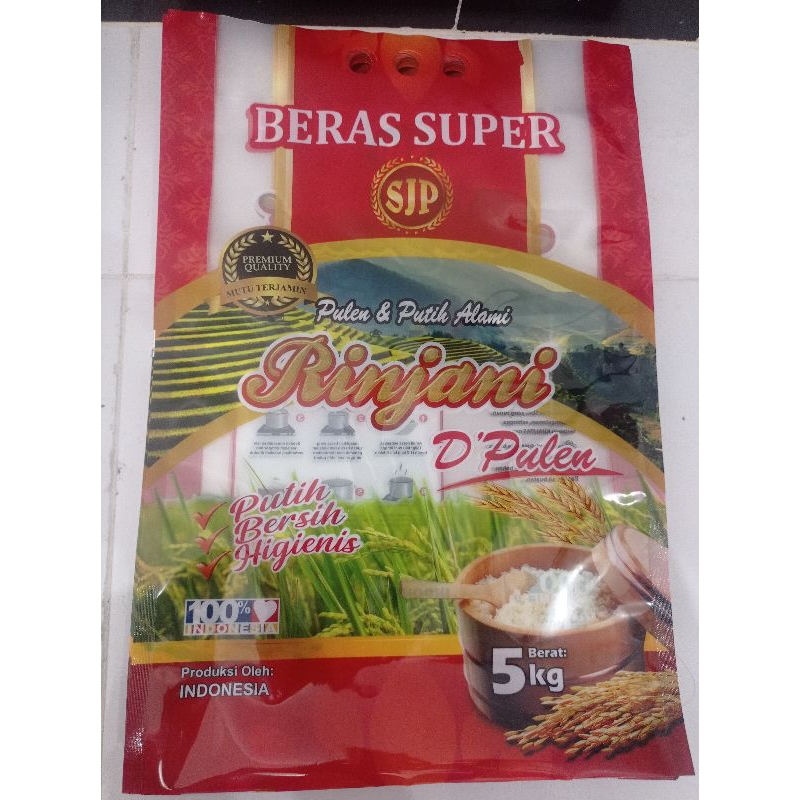 BERAS SUPER
SJP
PREMIUM
QUALITY
MUTU TERJAMIN
Pulen & Putih Alami
Rinjani
D'Pulen
Putih
Bersih
Higienis
100%
INDONESIA
Produksi Oleh:
INDONESIA
Berat:
5kg